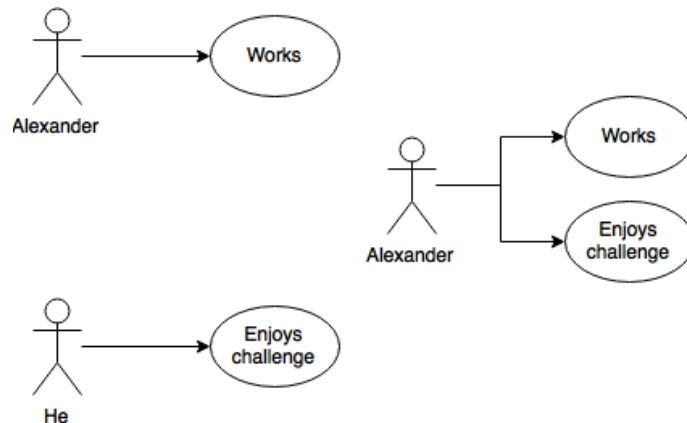 Works
Alexander
Works
Alexander
Enjoys
challenge
Enjoys
challenge
He